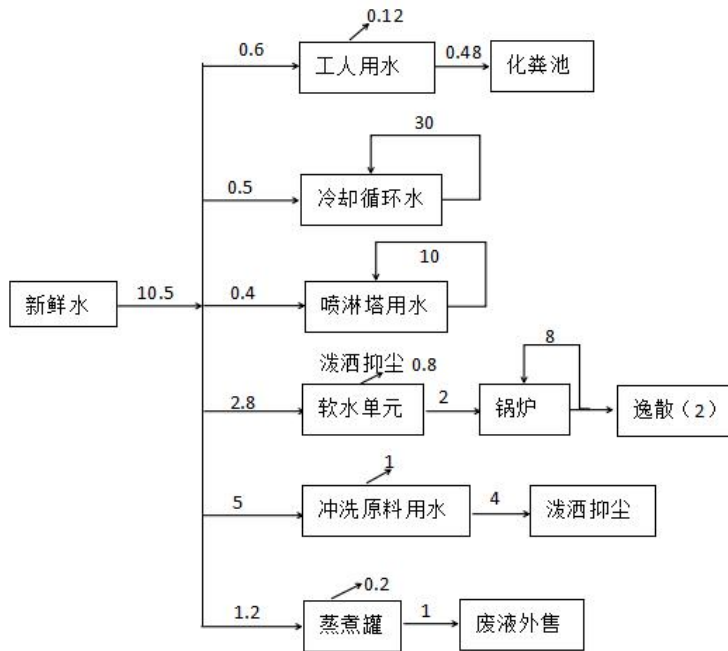 0.12
0.6
工人用水
0.48
化粪池
30
0.5
冷却循环水
10
新鲜水
10.5
0.4
喷淋塔用水
泼洒抑尘
0.8
8
2.8
软水单元
2
锅炉
逸散（2）
1
5
冲洗原料用水
4
泼洒抑尘
0.2
1.2
蒸煮罐
1
废液外售